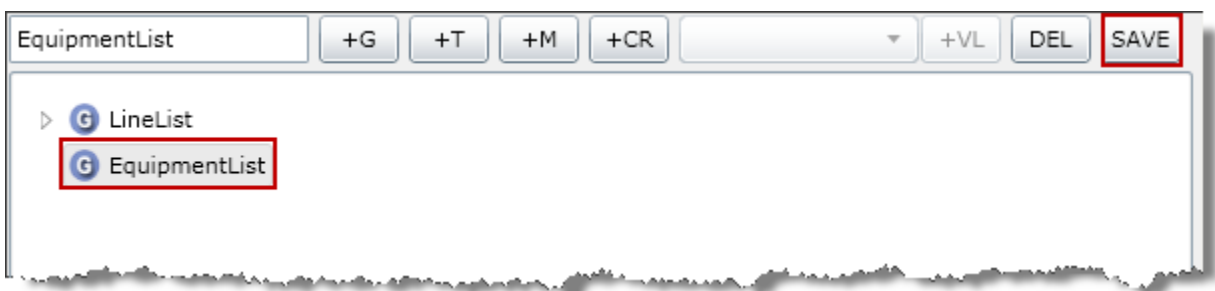 EquipmentList +G +T +M +CR +VL DEL SAVE
G LineList
G EquipmentList